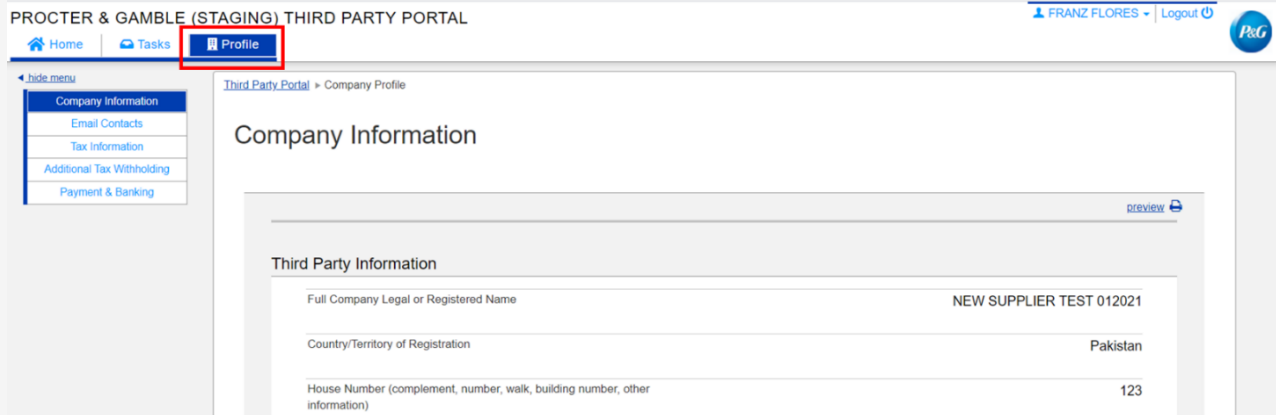 PROCTER & GAMBLE (STAGING) THIRD PARTY PORTAL
FRANZ FLORES Logout
P&G
Home Tasks Profile
hide menu
Company Information
Email Contacts
Tax Information
Additional Tax Withholding
Payment & Banking
Third Party Portal ▸ Company Profile
Company Information
preview
Third Party Information
Full Company Legal or Registered Name NEW SUPPLIER TEST 012021
Country/Territory of Registration Pakistan
House Number (complement, number, walk, building number, other 123
information)